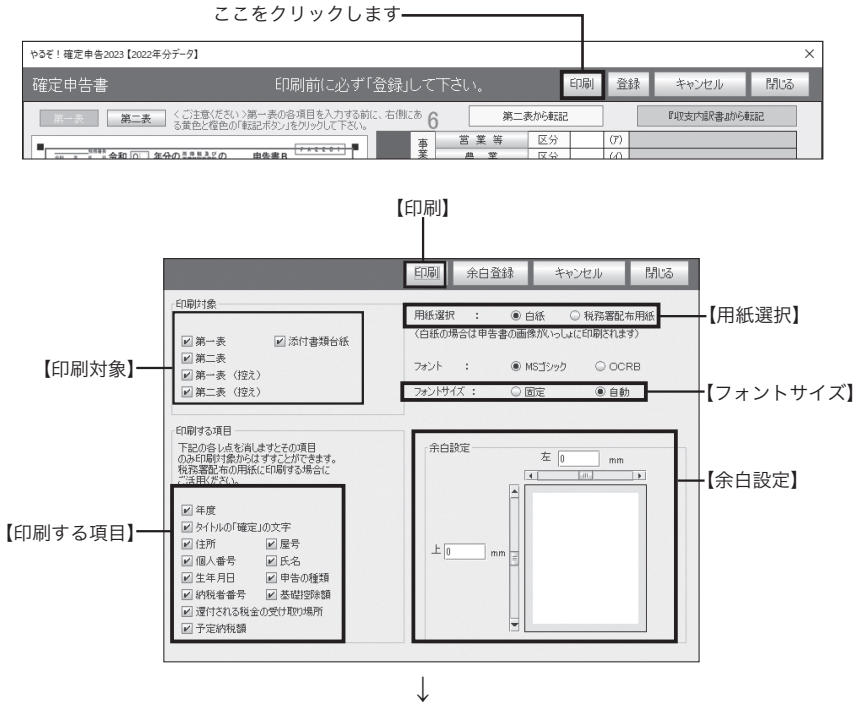 ここをクリックします
やるぞ！確定申告2023【2022年分データ】
確定申告書 印刷前に必ず「登録」して下さい。 印刷 登録 キャンセル 閉じる
第一表 第二表 <ご注意ください>第一表の各項目を入力する前に、右側にあ
る黄色と橙色の「転記ボタン」をクリックして下さい。
6 第二表から転記 『収支内訳書』から転記
事 営業等 区分 (ア)
業 農業 区分 (イ)
令和 0 年分の 申告書B FA2201
【印刷】
印刷 余白登録 キャンセル 閉じる
印刷対象
第一表 添付書類台紙
第二表
第一表（控え）
第二表（控え）
【印刷対象】
用紙選択 ： 白紙 税務署配布用紙
【用紙選択】
（白紙の場合は申告書の画像がいっしょに印刷されます）
フォント ： MSゴシック OCRB
フォントサイズ ： 固定 自動
【フォントサイズ】
印刷する項目
下記の各レ点を消しますとその項目
のみ印刷対象からはずすことができます。
税務署配布の用紙に印刷する場合に
ご活用ください。
年度
タイトルの「確定」の文字
住所 屋号
個人番号 氏名
生年月日 申告の種類
納税者番号 基礎控除額
還付される税金の受け取り場所
予定納税額
【印刷する項目】
余白設定
左 0 mm
上 0 mm
【余白設定】
↓